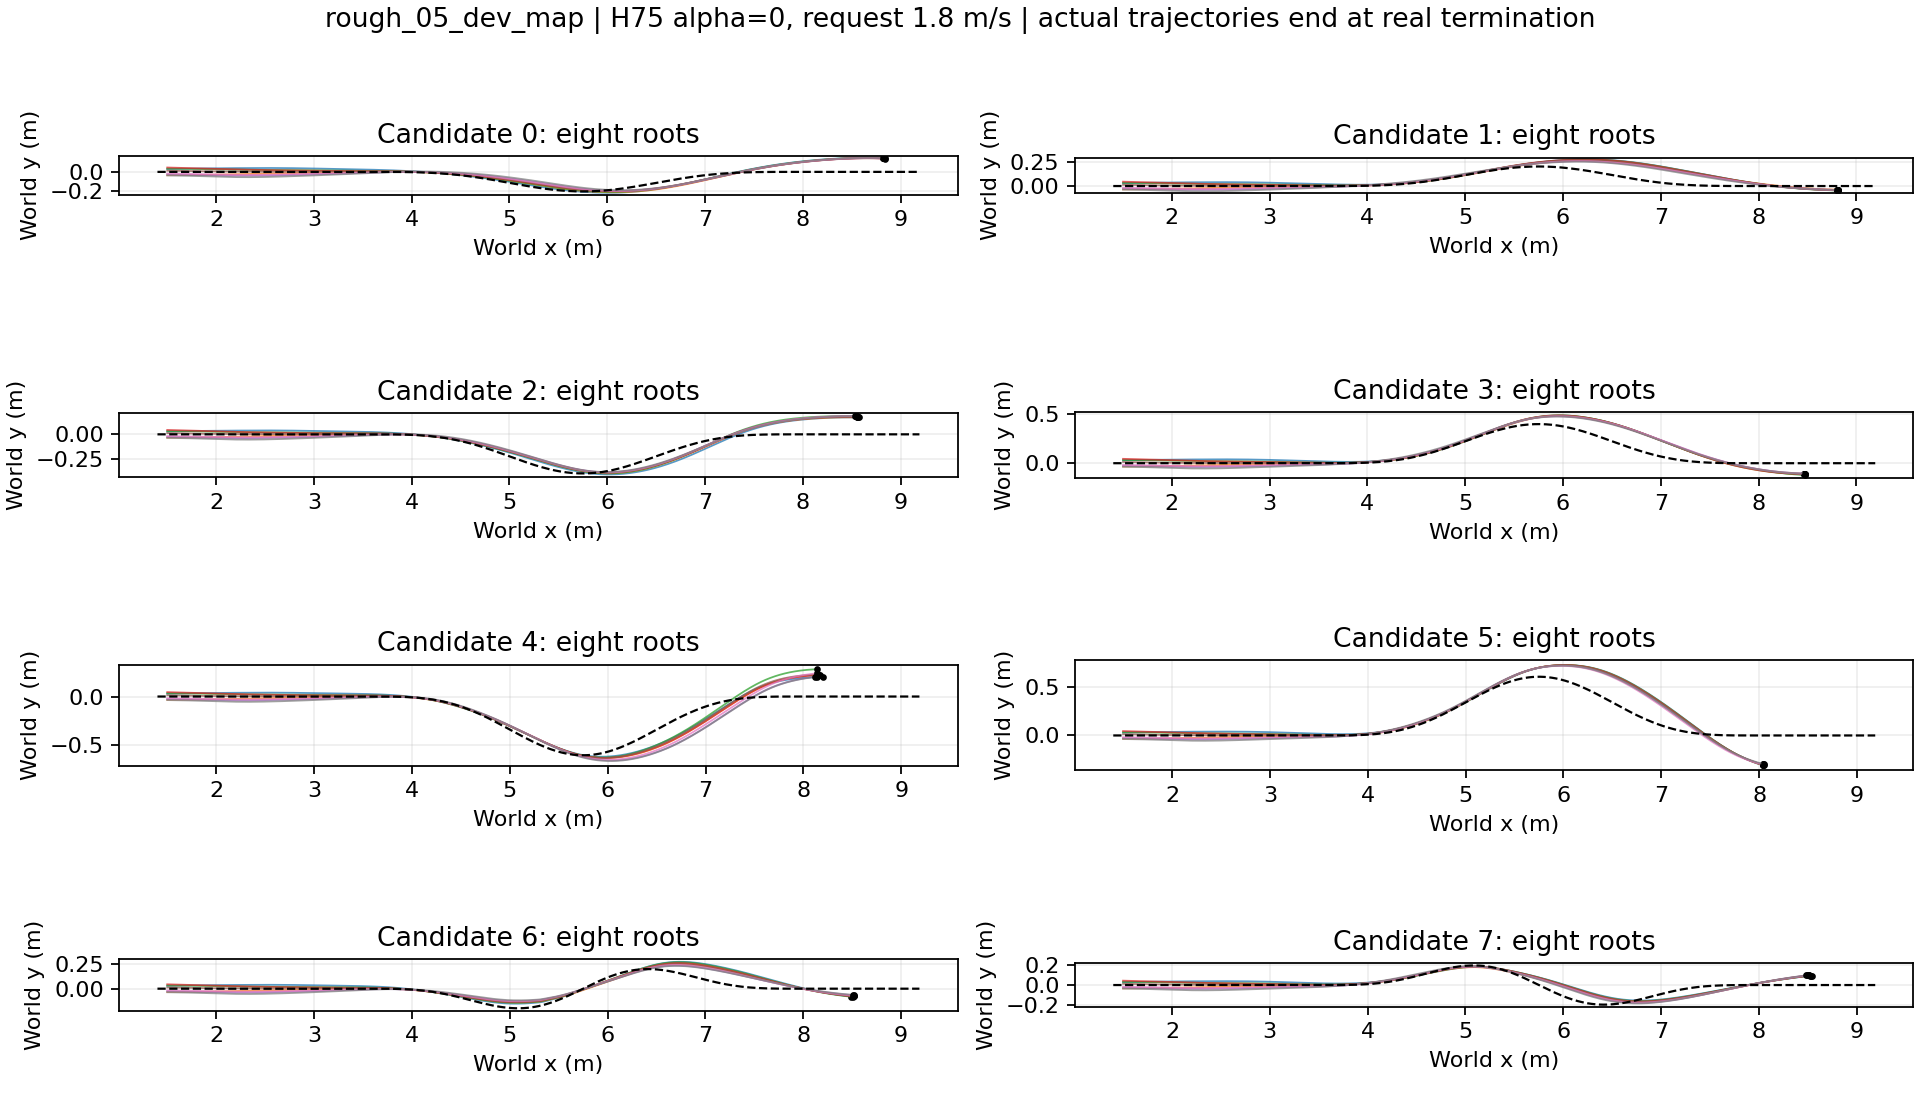 rough_05_dev_map | H75 alpha=0, request 1.8 m/s | actual trajectories end at real termination
Candidate 0: eight roots
World y (m)
0.0
−0.2
2 3 4 5 6 7 8 9
World x (m)
Candidate 1: eight roots
World y (m)
0.25
0.00
2 3 4 5 6 7 8 9
World x (m)
Candidate 2: eight roots
World y (m)
0.00
−0.25
2 3 4 5 6 7 8 9
World x (m)
Candidate 3: eight roots
World y (m)
0.5
0.0
2 3 4 5 6 7 8 9
World x (m)
Candidate 4: eight roots
World y (m)
0.0
−0.5
2 3 4 5 6 7 8 9
World x (m)
Candidate 5: eight roots
World y (m)
0.5
0.0
2 3 4 5 6 7 8 9
World x (m)
Candidate 6: eight roots
World y (m)
0.25
0.00
2 3 4 5 6 7 8 9
World x (m)
Candidate 7: eight roots
World y (m)
0.2
0.0
−0.2
2 3 4 5 6 7 8 9
World x (m)